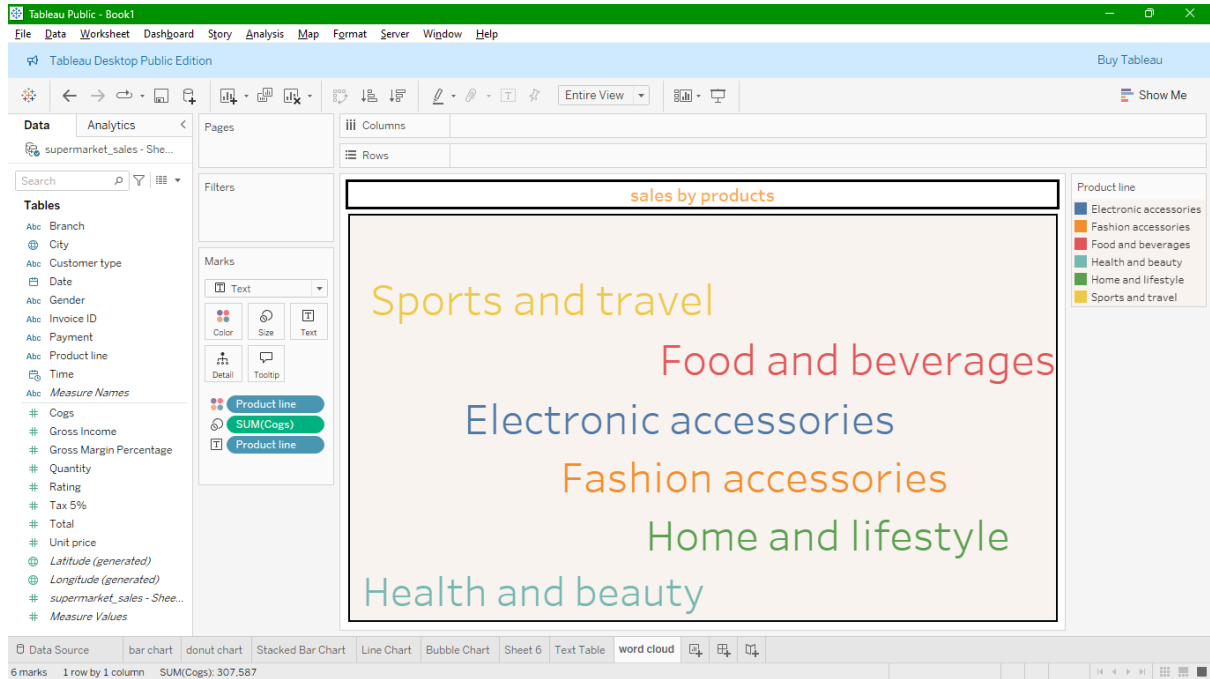 Tableau Public - Book1
File Data Worksheet Dashboard Story Analysis Map Format Server Window Help
Tableau Desktop Public Edition
Buy Tableau
Entire View
Show Me
Data
Analytics
supermarket_sales - She...
Search
Tables
Abc Branch
City
Abc Customer type
Date
Abc Gender
Abc Invoice ID
Abc Payment
Abc Product line
Time
Abc Measure Names
# Cogs
# Gross Income
# Gross Margin Percentage
# Quantity
# Rating
# Tax 5%
# Total
# Unit price
Latitude (generated)
Longitude (generated)
# supermarket_sales - Shee...
# Measure Values
Pages
Filters
Marks
T Text
Color Size Text
Detail Tooltip
Product line
SUM(Cogs)
T Product line
Columns
Rows
sales by products
Sports and travel
Food and beverages
Electronic accessories
Fashion accessories
Home and lifestyle
Health and beauty
Product line
Electronic accessories
Fashion accessories
Food and beverages
Health and beauty
Home and lifestyle
Sports and travel
Data Source bar chart donut chart Stacked Bar Chart Line Chart Bubble Chart Sheet 6 Text Table word cloud
6 marks 1 row by 1 column SUM(Cogs): 307,587